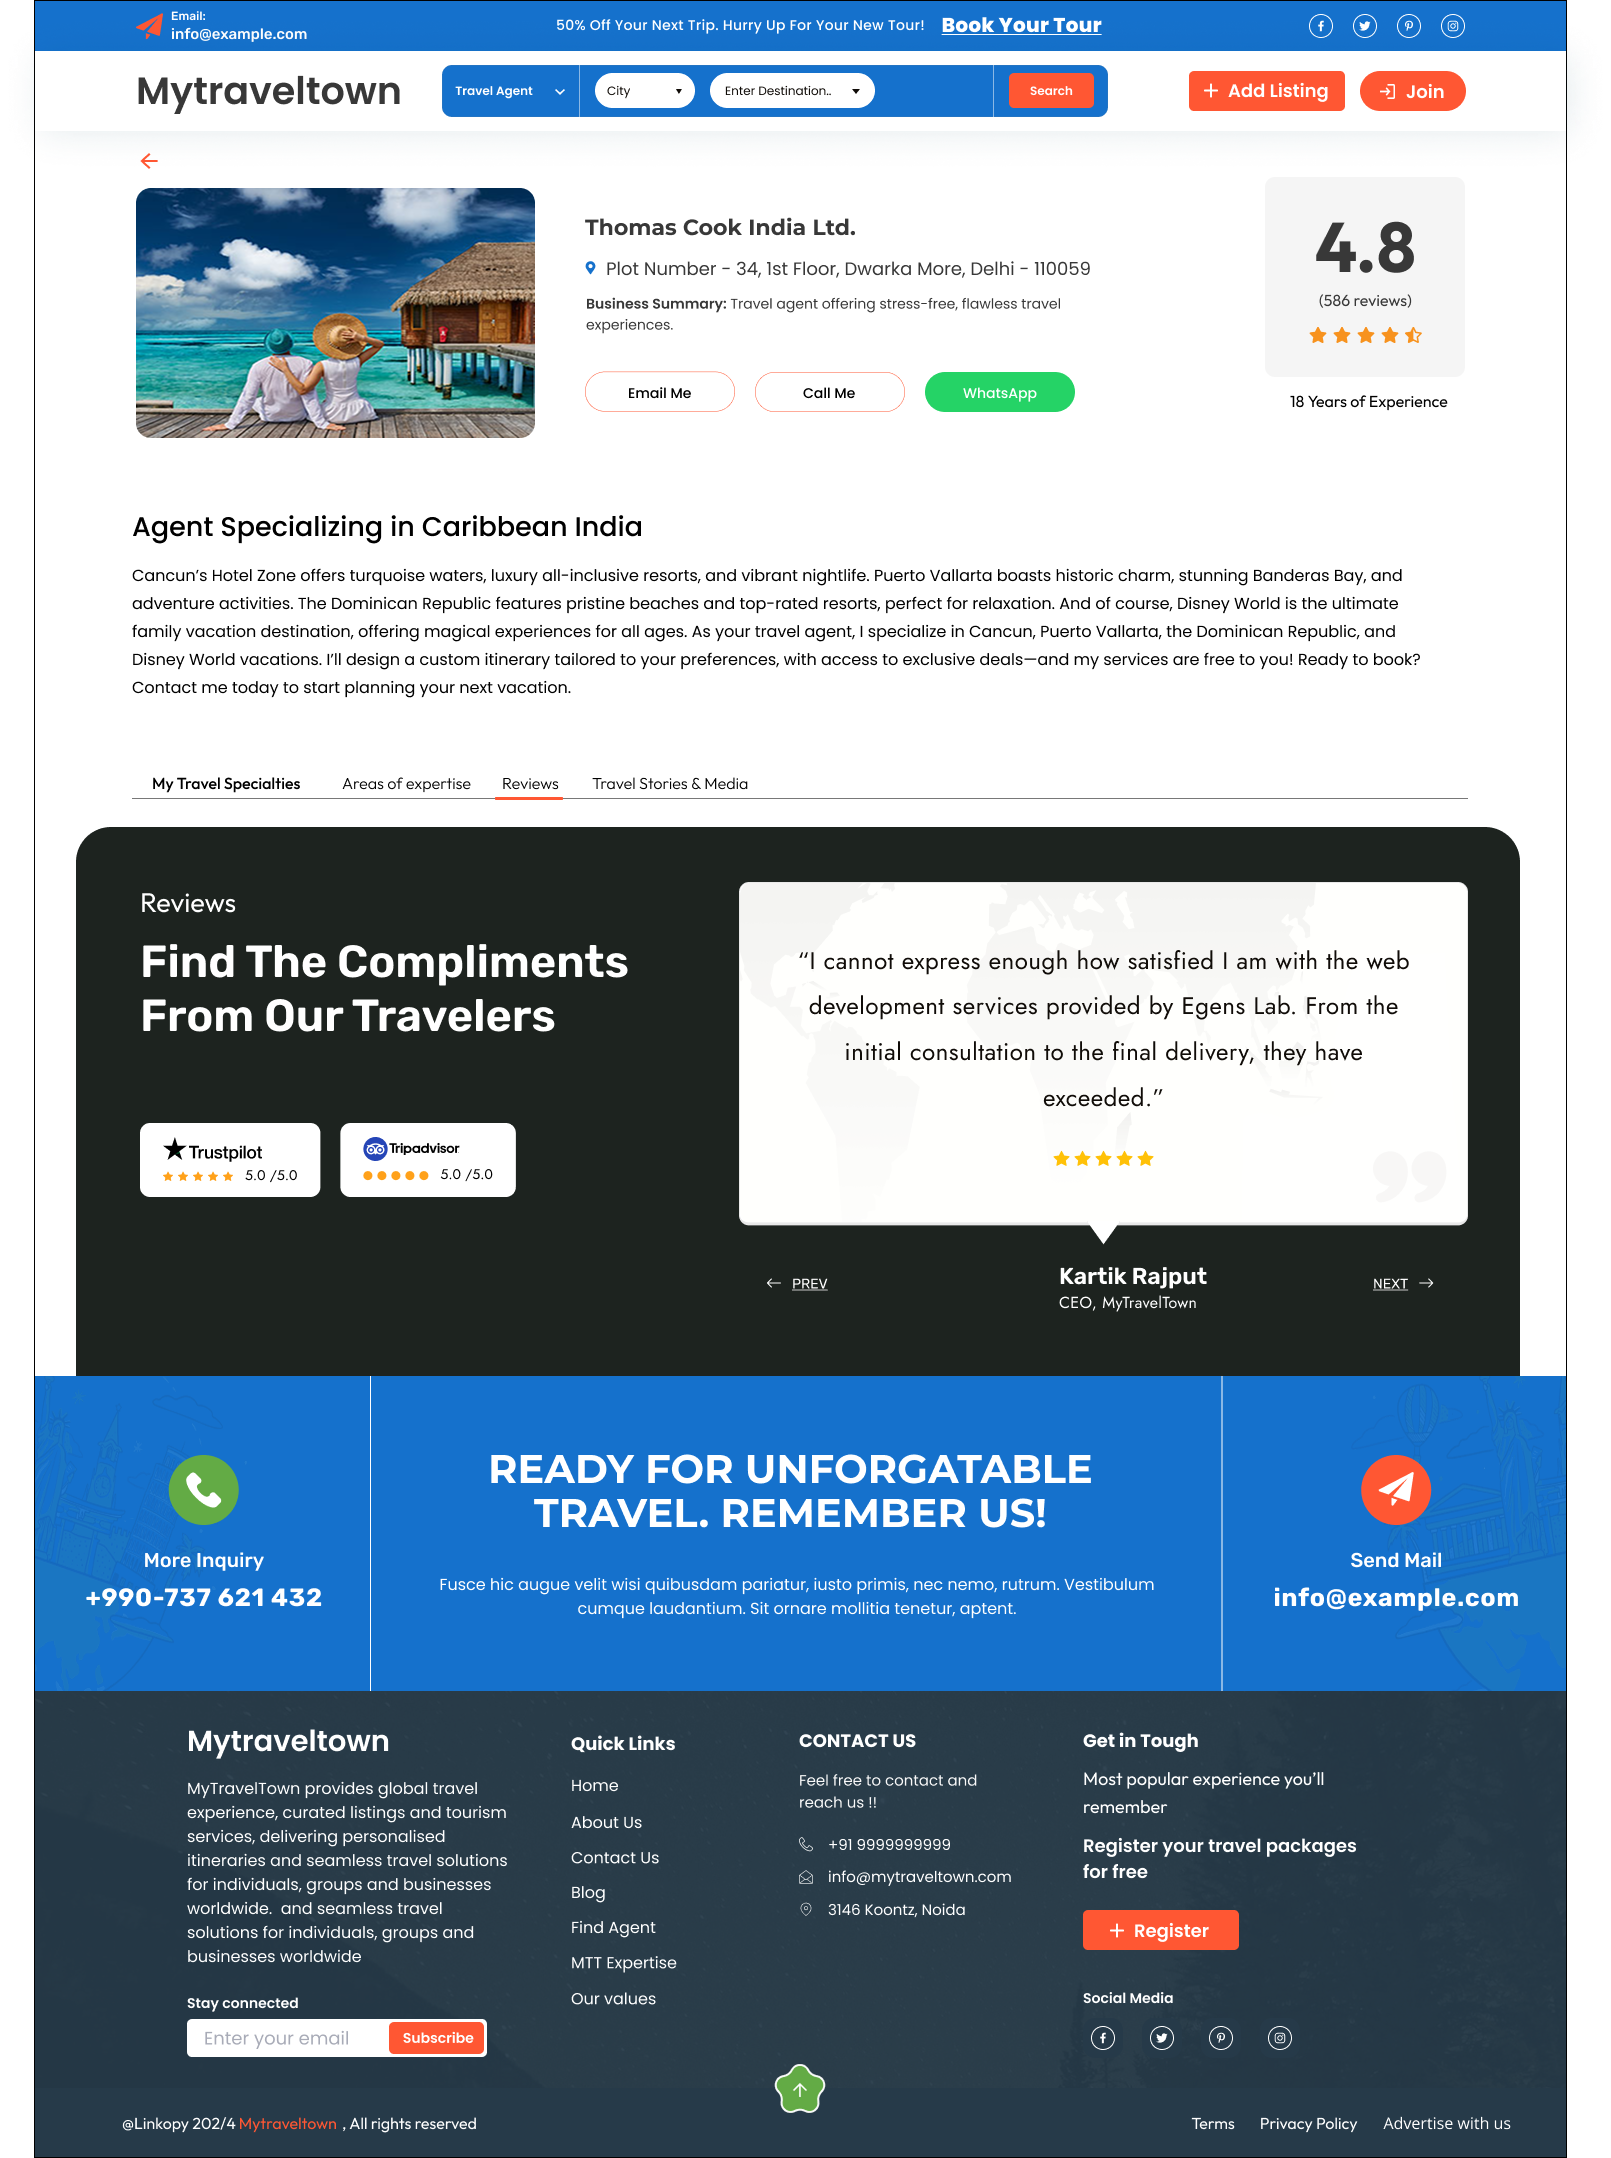 Email:
info@example.com
50% Off Your Next Trip. Hurry Up For Your New Tour! Book Your Tour
Mytraveltown
Travel Agent
City
Enter Destination..
Search
Add Listing
Join
Thomas Cook India Ltd.
Plot Number - 34, 1st Floor, Dwarka More, Delhi - 110059
Business Summary: Travel agent offering stress-free, flawless travel
experiences.
Email Me
Call Me
WhatsApp
4.8
(586 reviews)
18 Years of Experience
Agent Specializing in Caribbean India
Cancun’s Hotel Zone offers turquoise waters, luxury all-inclusive resorts, and vibrant nightlife. Puerto Vallarta boasts historic charm, stunning Banderas Bay, and
adventure activities. The Dominican Republic features pristine beaches and top-rated resorts, perfect for relaxation. And of course, Disney World is the ultimate
family vacation destination, offering magical experiences for all ages. As your travel agent, I specialize in Cancun, Puerto Vallarta, the Dominican Republic, and
Disney World vacations. I’ll design a custom itinerary tailored to your preferences, with access to exclusive deals—and my services are free to you! Ready to book?
Contact me today to start planning your next vacation.
My Travel Specialties
Areas of expertise
Reviews
Travel Stories & Media
Reviews
Find The Compliments
From Our Travelers
Trustpilot
5.0 /5.0
Tripadvisor
5.0 /5.0
“I cannot express enough how satisfied I am with the web
development services provided by Egens Lab. From the
initial consultation to the final delivery, they have
exceeded.”
PREV
Kartik Rajput
CEO, MyTravelTown
NEXT
More Inquiry
+990-737 621 432
READY FOR UNFORGATABLE
TRAVEL. REMEMBER US!
Fusce hic augue velit wisi quibusdam pariatur, iusto primis, nec nemo, rutrum. Vestibulum
cumque laudantium. Sit ornare mollitia tenetur, aptent.
Send Mail
info@example.com
Mytraveltown
MyTravelTown provides global travel
experience, curated listings and tourism
services, delivering personalised
itineraries and seamless travel solutions
for individuals, groups and businesses
worldwide. and seamless travel
solutions for individuals, groups and
businesses worldwide
Stay connected
Enter your email
Subscribe
Quick Links
Home
About Us
Contact Us
Blog
Find Agent
MTT Expertise
Our values
CONTACT US
Feel free to contact and
reach us !!
+91 9999999999
info@mytraveltown.com
3146 Koontz, Noida
Get in Tough
Most popular experience you’ll
remember
Register your travel packages
for free
Register
Social Media
@Linkopy 202/4 Mytraveltown , All rights reserved
Terms
Privacy Policy
Advertise with us